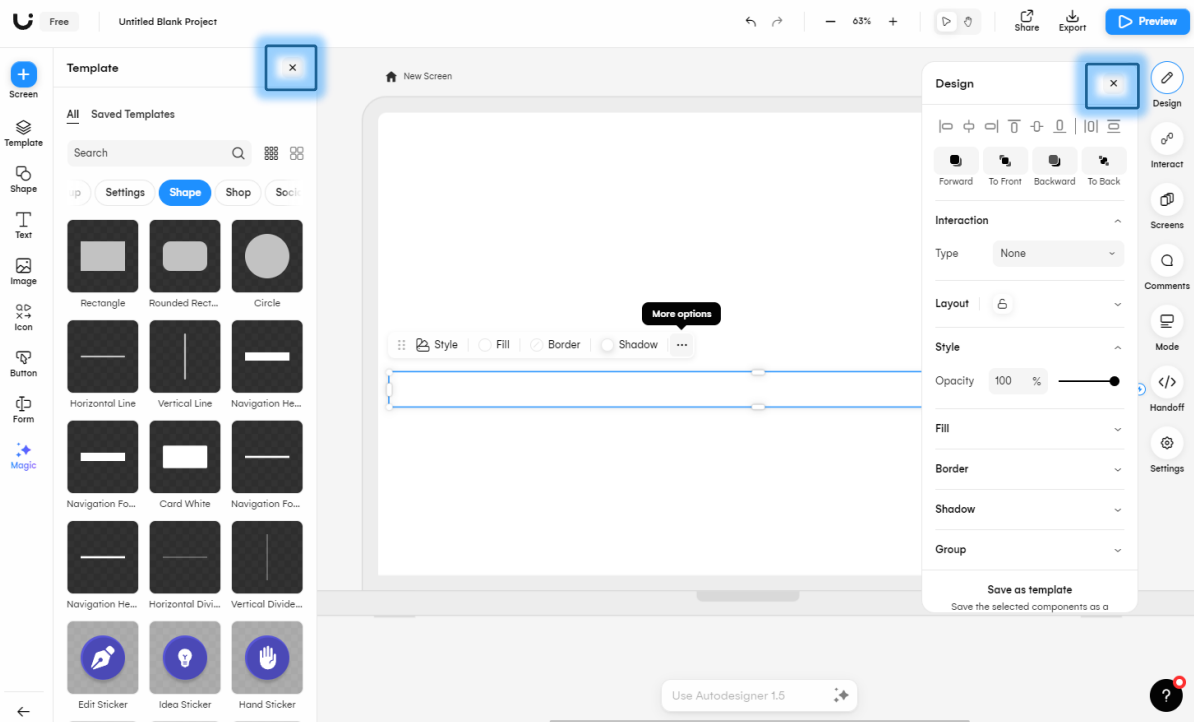 Free
Untitled Blank Project
63%
Share
Export
Preview
Screen
Template
Shape
Text
Image
Icon
Button
Form
Magic
Template
All
Saved Templates
Search
Settings
Shape
Shop
Rectangle
Rounded Rect...
Circle
Horizontal Line
Vertical Line
Navigation He...
Navigation Fo...
Card White
Navigation Fo...
Navigation He...
Horizontal Divi...
Vertical Divide...
Edit Sticker
Idea Sticker
Hand Sticker
New Screen
More options
Style
Fill
Border
Shadow
Use Autodesigner 1.5
Design
Forward
To Front
Backward
To Back
Interaction
Type
None
Layout
Style
Opacity
100 %
Fill
Border
Shadow
Group
Save as template
Save the selected components as a
Design
Interact
Screens
Comments
Mode
Handoff
Settings
?